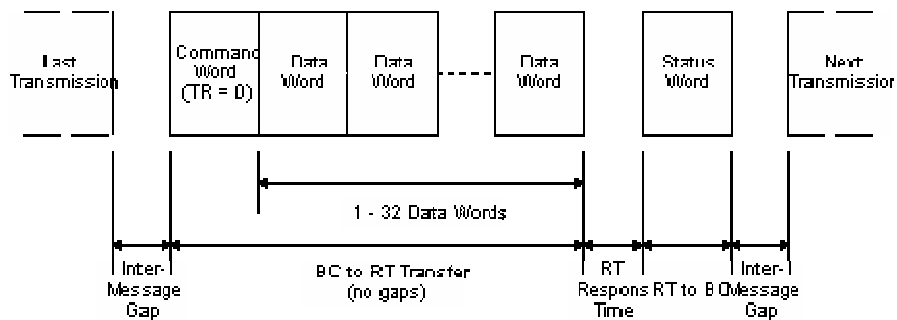 Last
Transmission
Command
Word
(TR = 0)
Data
Word
Data
Word
Data
Word
Status
Word
Next
Transmission
1 - 32 Data Words
Inter-
Message
Gap
BC to RT Transfer
(no gaps)
RT
Respons
Time
RT to BC
Inter-
Message
Gap